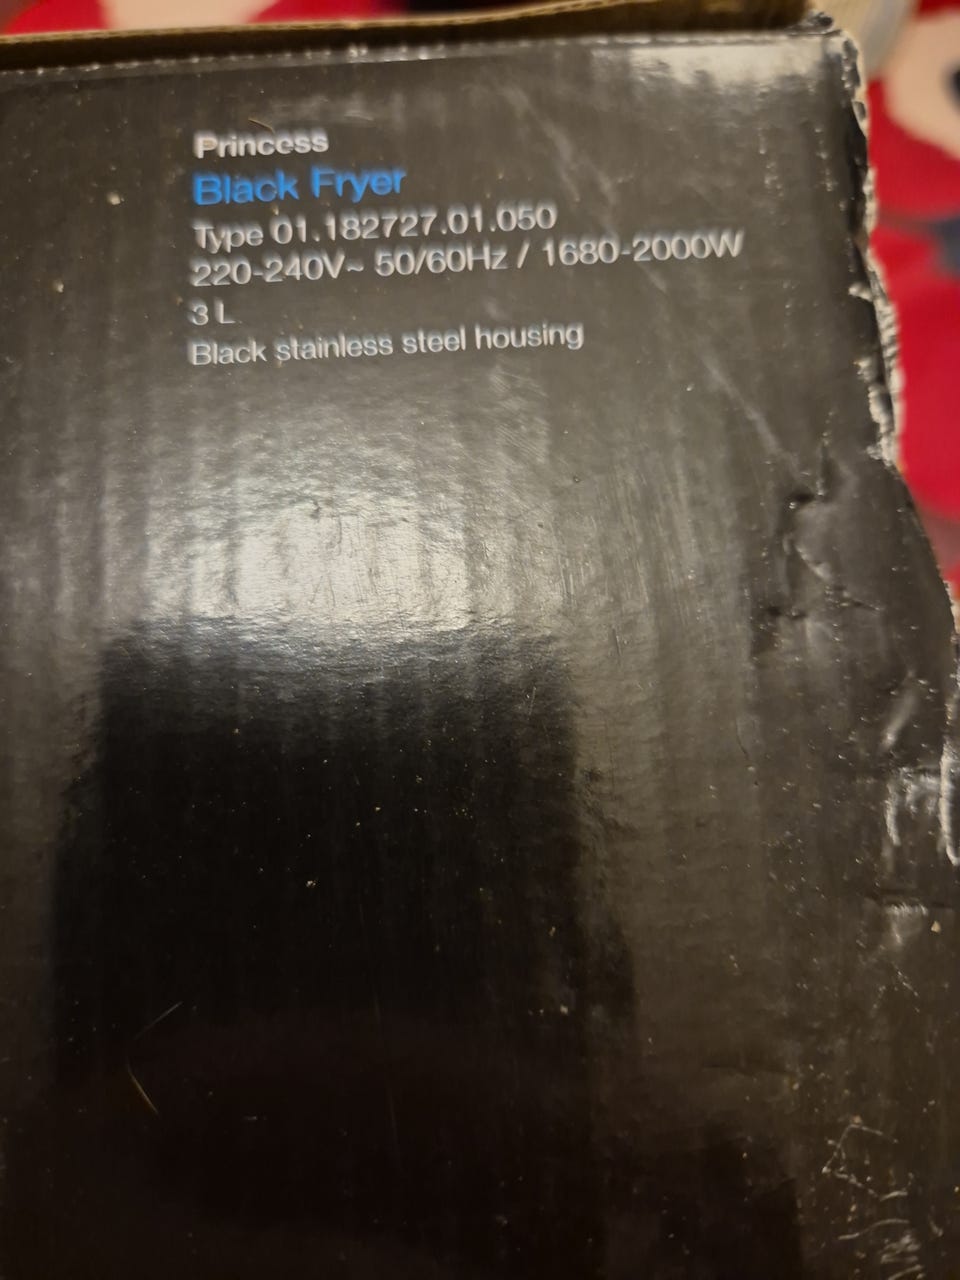 Princess
Black Fryer
Type 01.182727.01.050
220-240V~ 50/60Hz / 1680-2000W
3 L
Black stainless steel housing